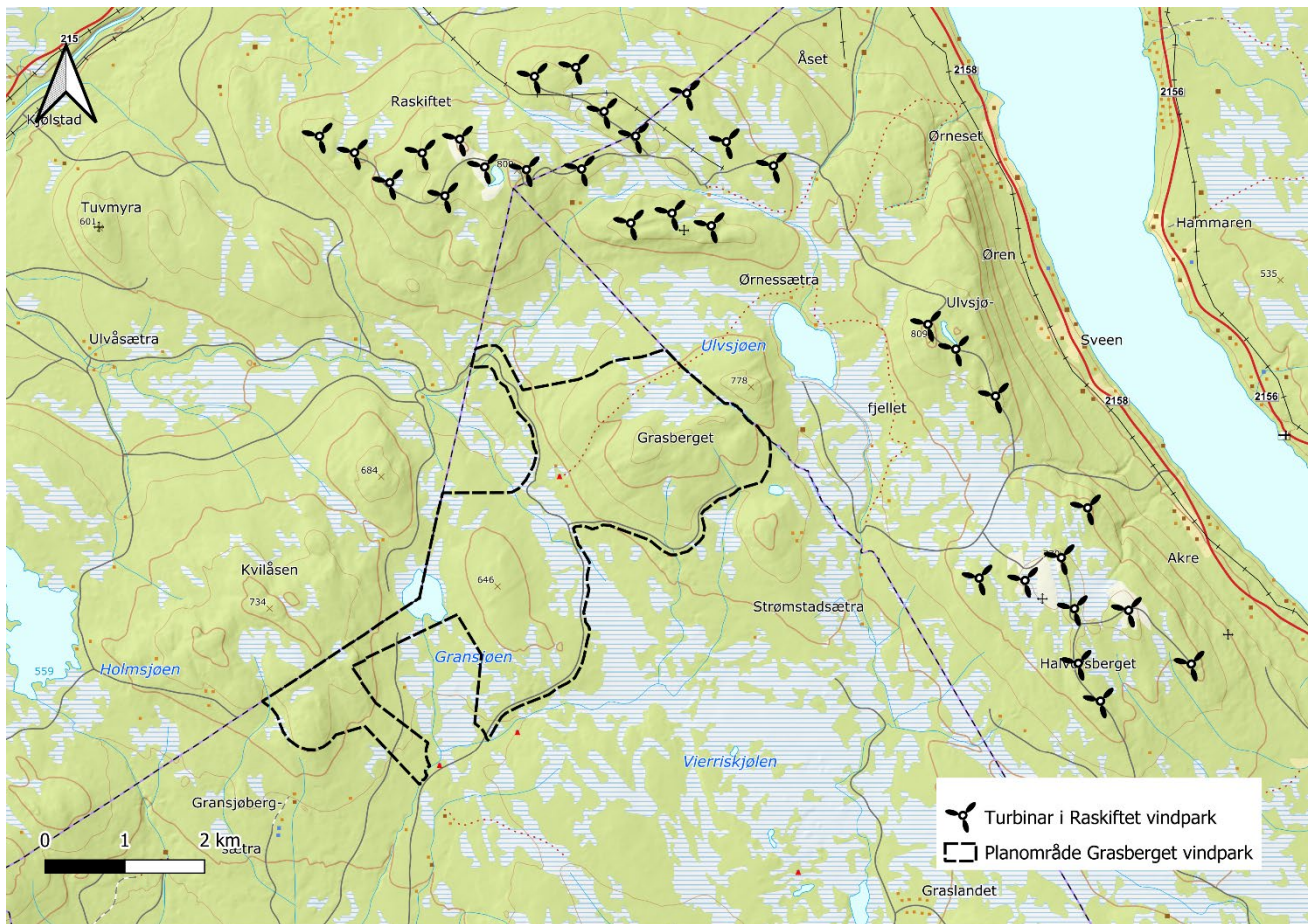 215
Kjølstad
Raskiftet
Åset
2158
2156
Ørneset
809
Tuvmyra
601
Hammaren
Øren
535
Ørnessætra
Ulvsjø-
809
Ulvåsætra
Ulvsjøen
Sveen
778
fjellet
2158
2156
Grasberget
684
Akre
Kvilåsen
646
734
Strømstadsætra
Gransjøen
Holmsjøen
559
Halvorsberget
Vierriskjølen
Gransjøberg-
sætra
0 1 2 km
Turbinar i Raskiftet vindpark
Planområde Grasberget vindpark
Graslandet